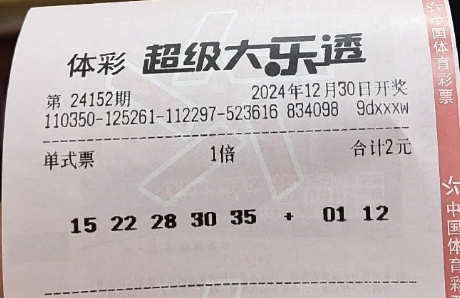 体彩 超级大乐透
第 24152期 2024年12月30日开奖
110350-125261-112297-523616 834098 9dxxxw
单式票 1倍 合计2元
15 22 28 30 35 + 01 12
中国体育彩票
中国体育彩